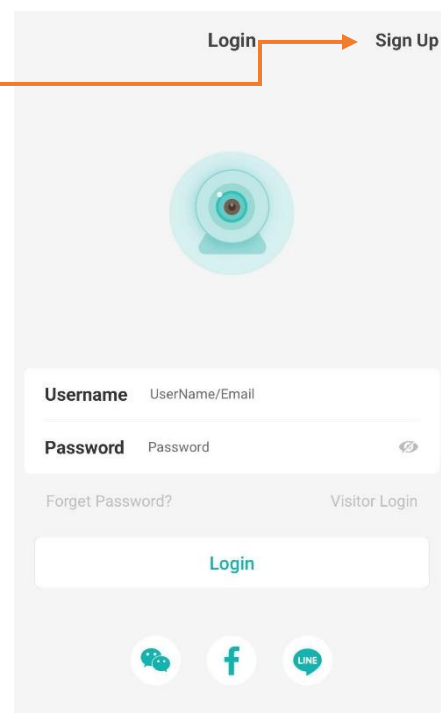 Login Sign Up
Username UserName/Email
Password Password
Forget Password? Visitor Login
Login
LINE